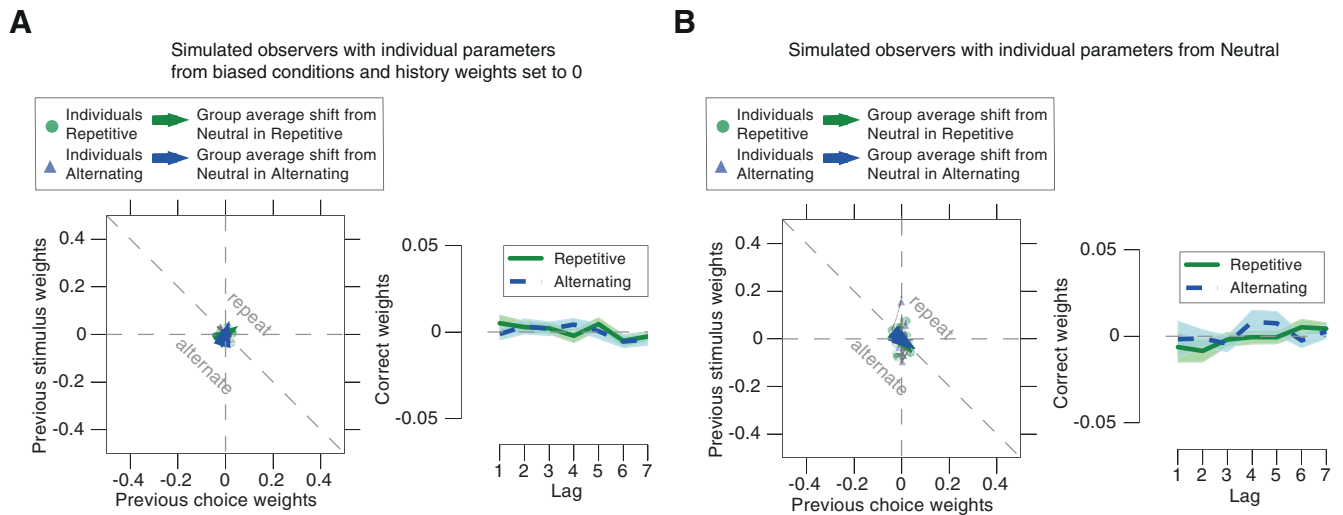 A
Simulated observers with individual parameters
from biased conditions and history weights set to 0
Individuals
Repetitive
Group average shift from
Neutral in Repetitive
Individuals
Alternating
Group average shift from
Neutral in Alternating
Previous stimulus weights
0.4
0.2
0
-0.2
-0.4
repeat
alternate
-0.4 -0.2 0 0.2 0.4
Previous choice weights
Correct weights
0.05
0
-0.05
Repetitive
Alternating
1 2 3 4 5 6 7
Lag
B
Simulated observers with individual parameters from Neutral
Individuals
Repetitive
Group average shift from
Neutral in Repetitive
Individuals
Alternating
Group average shift from
Neutral in Alternating
Previous stimulus weights
0.4
0.2
0
-0.2
-0.4
repeat
alternate
-0.4 -0.2 0 0.2 0.4
Previous choice weights
Correct weights
0.05
0
-0.05
Repetitive
Alternating
1 2 3 4 5 6 7
Lag